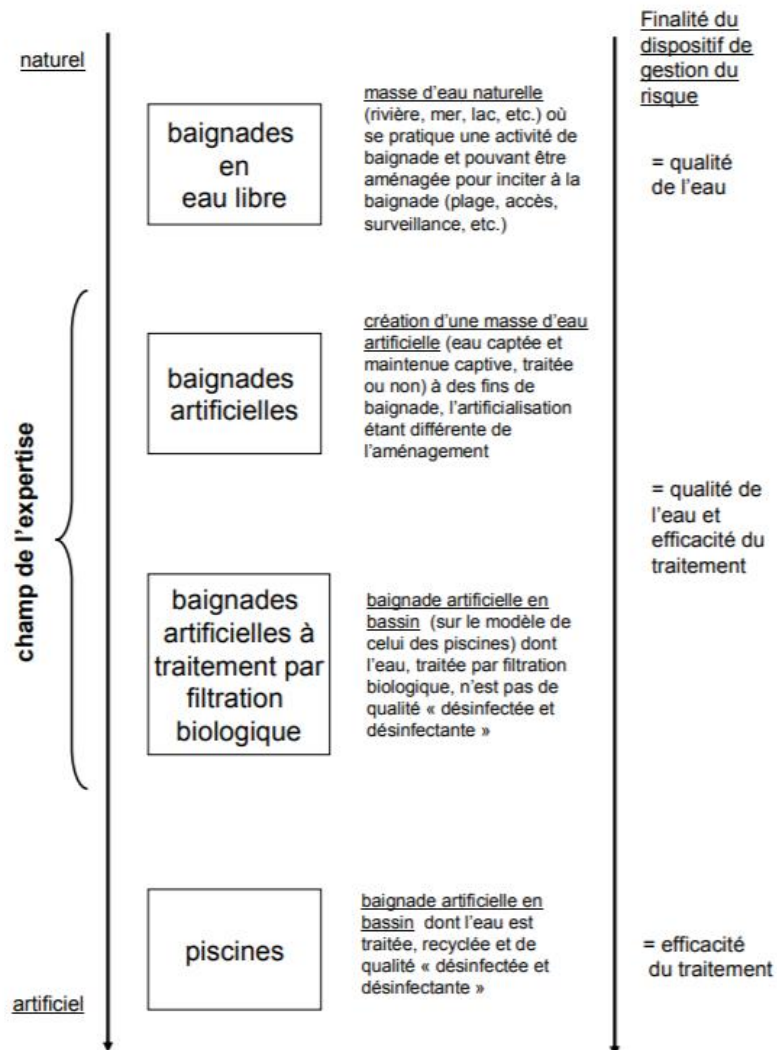 naturel
Finalité du
dispositif de
gestion du
risque
baignades
en
eau libre
masse d'eau naturelle
(rivière, mer, lac, etc.) où
se pratique une activité de
baignade et pouvant être
aménagée pour inciter à la
baignade (plage, accès,
surveillance, etc.)
= qualité
de l'eau
champ de l'expertise
baignades
artificielles
création d'une masse d'eau
artificielle (eau captée et
maintenue captive, traitée
ou non) à des fins de
baignade, l'artificialisation
étant différente de
l'aménagement
= qualité de
l'eau et
efficacité du
traitement
baignades
artificielles à
traitement par
filtration
biologique
baignade artificielle en
bassin (sur le modèle de
celui des piscines) dont
l'eau, traitée par filtration
biologique, n'est pas de
qualité « désinfectée et
désinfectante »
piscines
baignade artificielle en
bassin dont l'eau est
traitée, recyclée et de
qualité « désinfectée et
désinfectante »
= efficacité
du traitement
artificiel